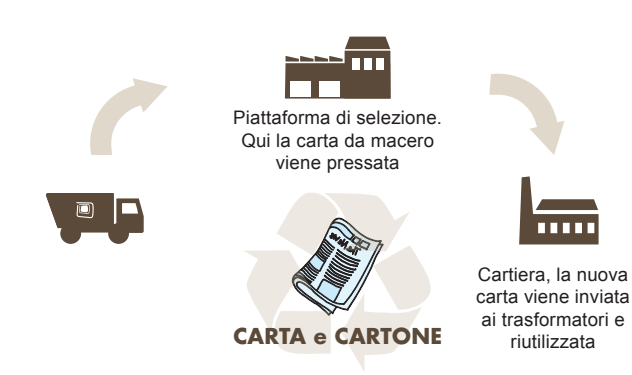 Piattaforma di selezione.
Qui la carta da macero
viene pressata
Cartiera, la nuova
carta viene inviata
ai trasformatori e
riutilizzata
CARTA e CARTONE